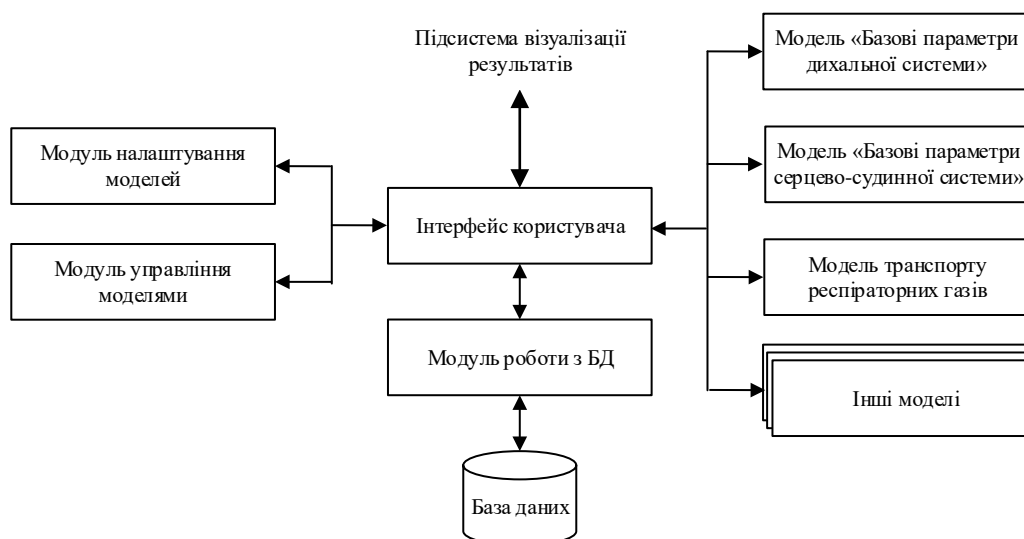 Підсистема візуалізації
результатів
Модуль налаштування
моделей
Модуль управління
моделями
Інтерфейс користувача
Модуль роботи з БД
База даних
Модель «Базові параметри
дихальної системи»
Модель «Базові параметри
серцево-судинної системи»
Модель транспорту
респіраторних газів
Інші моделі